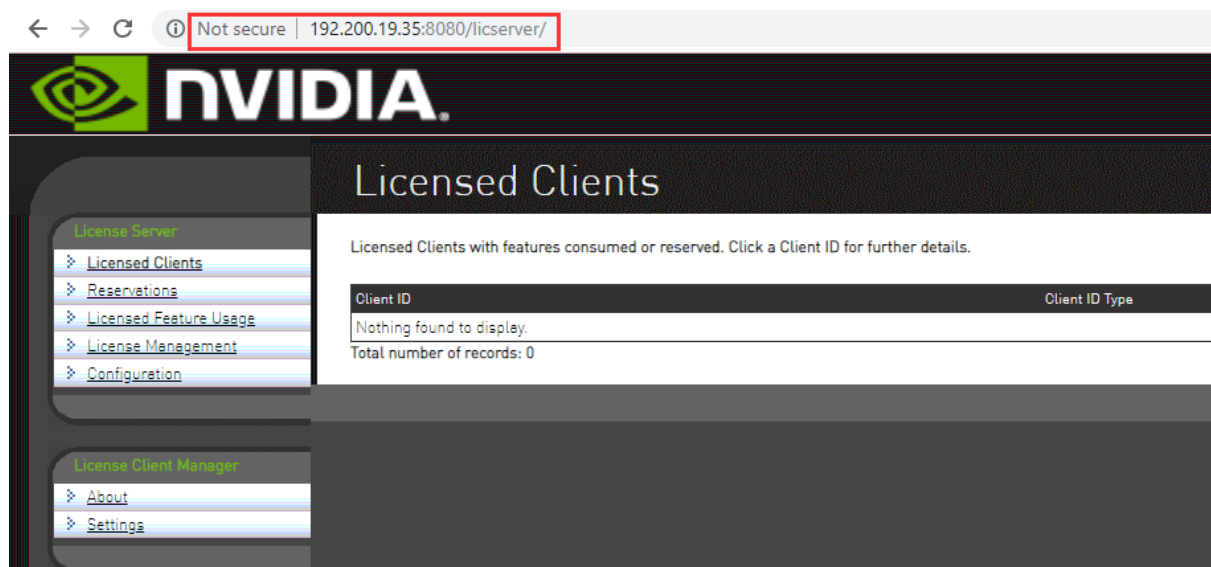 Not secure | 192.200.19.35:8080/licserver/
NVIDIA.
Licensed Clients
License Server
Licensed Clients
Reservations
Licensed Feature Usage
License Management
Configuration
Licensed Clients with features consumed or reserved. Click a Client ID for further details.
Client ID Client ID Type
Nothing found to display.
Total number of records: 0
License Client Manager
About
Settings